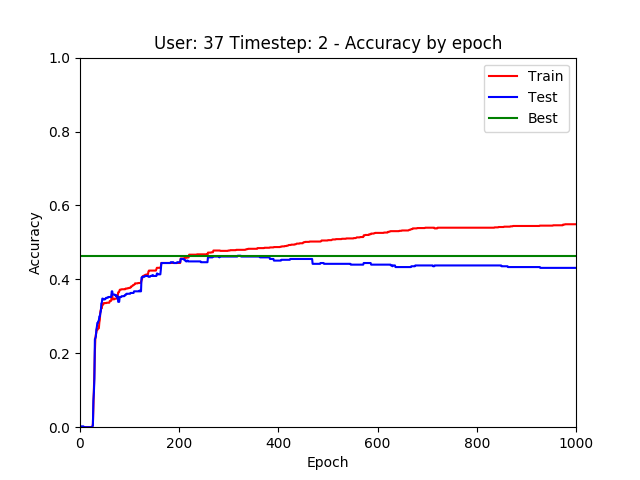 User: 37 Timestep: 2 - Accuracy by epoch
1.0
Train
Test
Best
0.8
0.6
Accuracy
0.4
0.2
0.0
0 200 400 600 800 1000
Epoch